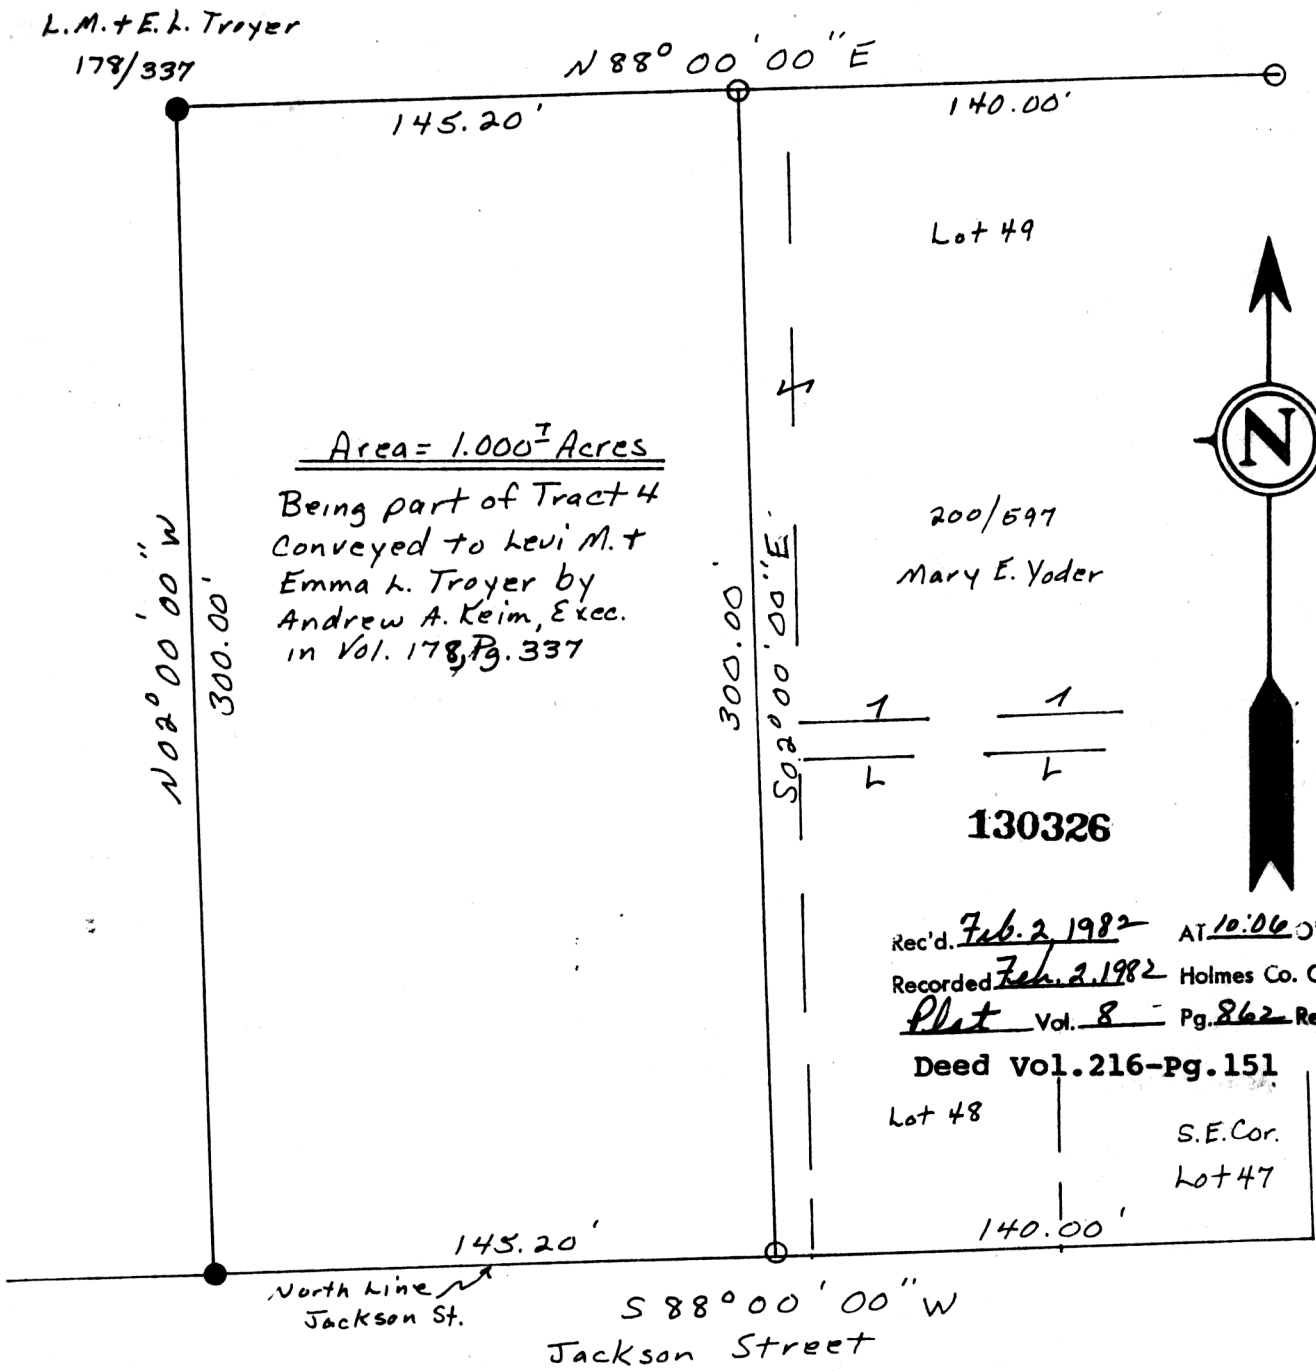 L.M. + E.L. Troyer
178/337
N 88° 00' 00" E
145.20'
140.00'
Lot 49
N
Area = 1.000± Acres
Being part of Tract 4
Conveyed to Levi M. +
Emma L. Troyer by
Andrew A. Keim, Exec.
in Vol. 178, Pg. 337
200/597
Mary E. Yoder
N 02° 00' 00" W
300.00'
300.00'
S 02° 00' 00" E
130326
Rec'd. Feb. 2, 1982 AT 10:06 O'
Recorded Feb. 2, 1982 Holmes Co. O
Plat Vol. 8 Pg. 862 Re
Deed Vol.216-Pg.151
Lot 48
S.E. Cor.
Lot 47
145.20'
140.00'
North Line
Jackson St.
S 88° 00' 00" W
Jackson Street